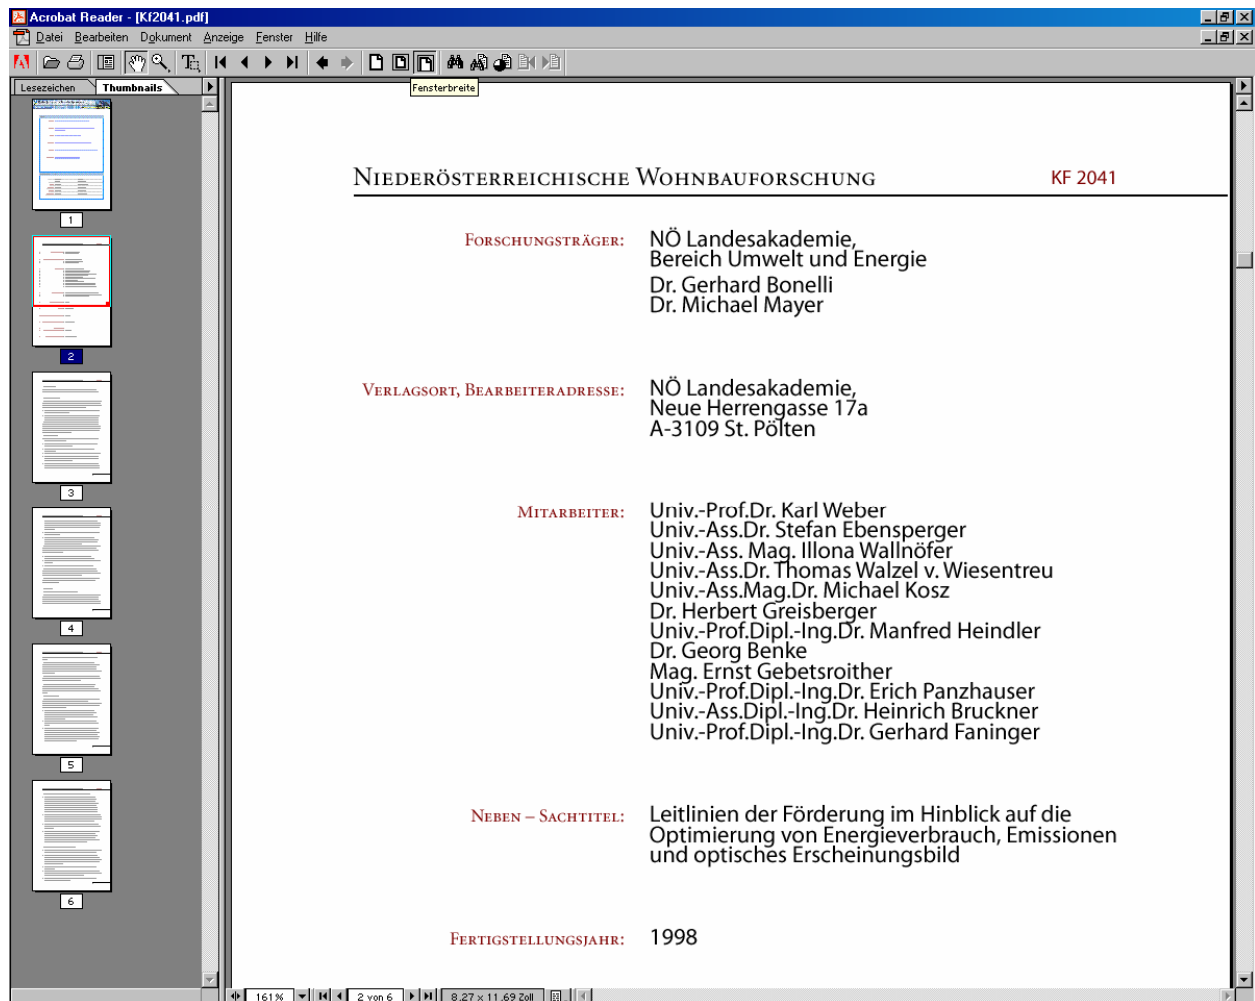 Acrobat Reader - [Kf2041.pdf]
Datei Bearbeiten Dokument Anzeige Fenster Hilfe
Fensterbreite
Lesezeichen Thumbnails
1
2
3
4
5
6
NIEDERÖSTERREICHISCHE WOHNBAUFORSCHUNG KF 2041
FORSCHUNGSTRÄGER: NÖ Landesakademie,
Bereich Umwelt und Energie
Dr. Gerhard Bonelli
Dr. Michael Mayer
VERLAGSORT, BEARBEITERADRESSE: NÖ Landesakademie,
Neue Herrengasse 17a
A-3109 St. Pölten
MITARBEITER: Univ.-Prof.Dr. Karl Weber
Univ.-Ass.Dr. Stefan Ebensperger
Univ.-Ass. Mag. Illona Wallnöfer
Univ.-Ass.Dr. Thomas Walzel v. Wiesentreu
Univ.-Ass.Mag.Dr. Michael Kosz
Dr. Herbert Greisberger
Univ.-Prof.Dipl.-Ing.Dr. Manfred Heindler
Dr. Georg Benke
Mag. Ernst Gebetsroither
Univ.-Prof.Dipl.-Ing.Dr. Erich Panzhauser
Univ.-Ass.Dipl.-Ing.Dr. Heinrich Bruckner
Univ.-Prof.Dipl.-Ing.Dr. Gerhard Faninger
NEBEN – SACHTITEL: Leitlinien der Förderung im Hinblick auf die
Optimierung von Energieverbrauch, Emissionen
und optisches Erscheinungsbild
FERTIGSTELLUNGSJAHR: 1998
161% 2 von 6 8,27 x 11,69 Zoll